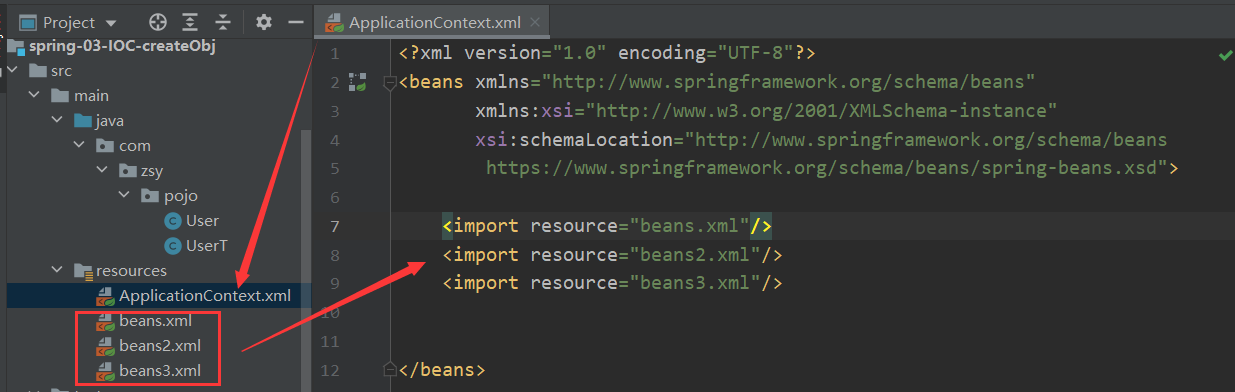 Project
ApplicationContext.xml
spring-03-IOC-createObj
src
main
java
com
zsy
pojo
User
UserT
resources
ApplicationContext.xml
beans.xml
beans2.xml
beans3.xml
1 <?xml version="1.0" encoding="UTF-8"?>
2 <beans xmlns="http://www.springframework.org/schema/beans"
3 xmlns:xsi="http://www.w3.org/2001/XMLSchema-instance"
4 xsi:schemaLocation="http://www.springframework.org/schema/beans
5 https://www.springframework.org/schema/beans/spring-beans.xsd">
6
7 <import resource="beans.xml"/>
8 <import resource="beans2.xml"/>
9 <import resource="beans3.xml"/>
10
11
12 </beans>